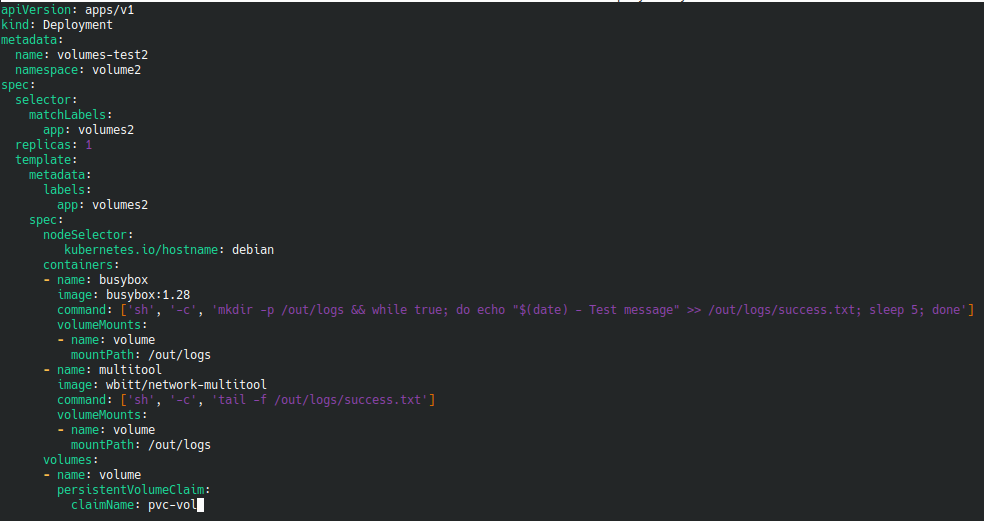 apiVersion: apps/v1
kind: Deployment
metadata:
  name: volumes-test2
  namespace: volume2
spec:
  selector:
    matchLabels:
      app: volumes2
  replicas: 1
  template:
    metadata:
      labels:
        app: volumes2
    spec:
      nodeSelector:
         kubernetes.io/hostname: debian
      containers:
      - name: busybox
        image: busybox:1.28
        command: ['sh', '-c', 'mkdir -p /out/logs && while true; do echo "$(date) - Test message" >> /out/logs/success.txt; sleep 5; done']
        volumeMounts:
        - name: volume
          mountPath: /out/logs
      - name: multitool
        image: wbitt/network-multitool
        command: ['sh', '-c', 'tail -f /out/logs/success.txt']
        volumeMounts:
        - name: volume
          mountPath: /out/logs
      volumes:
      - name: volume
        persistentVolumeClaim:
          claimName: pvc-vol